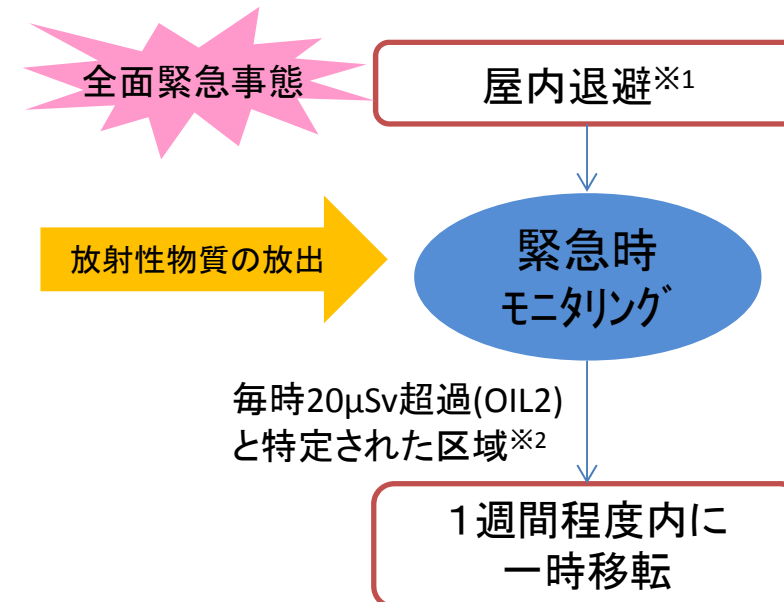 全面緊急事態
屋内退避※1
放射性物質の放出
緊急時
ﾓﾆﾀﾘﾝｸﾞ
毎時20μSv超過(OIL2)
と特定された区域※2
１週間程度内に
一時移転